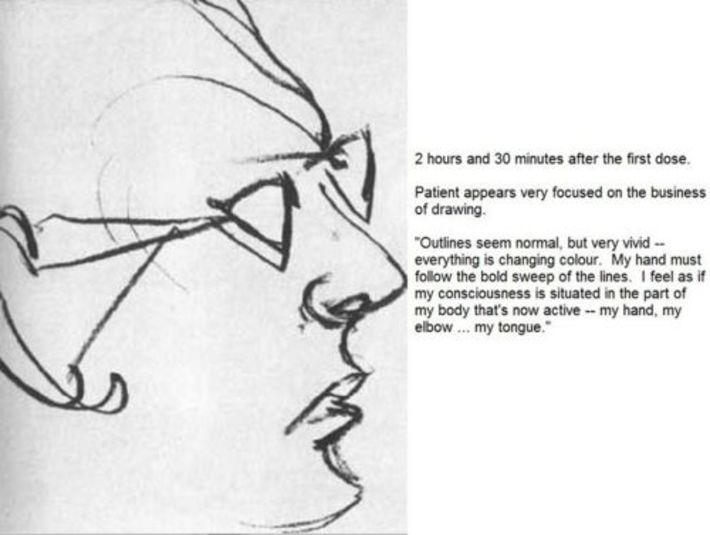 2 hours and 30 minutes after the first dose.
Patient appears very focused on the business
of drawing.
"Outlines seem normal, but very vivid --
everything is changing colour.  My hand must
follow the bold sweep of the lines.  I feel as if
my consciousness is situated in the part of
my body that's now active -- my hand, my
elbow ... my tongue."